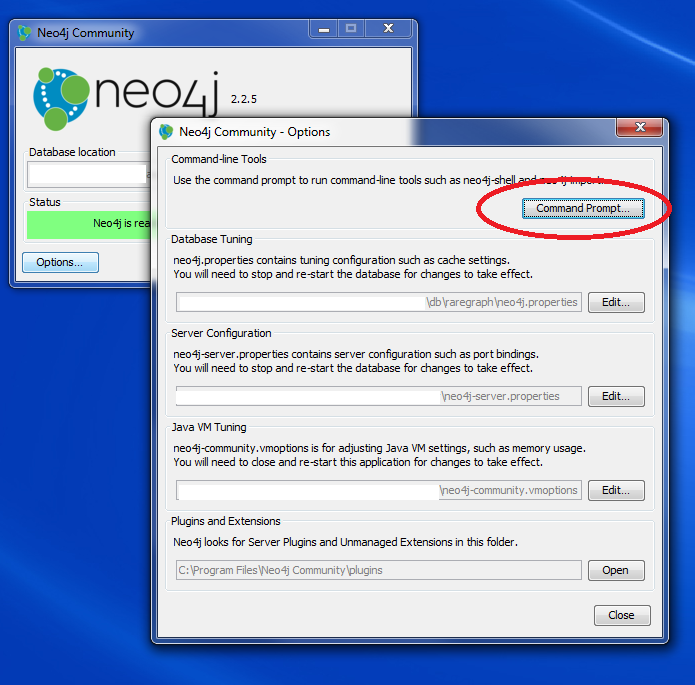 Neo4j Community
neo4j 2.2.5
Database location
Status
Neo4j is rea
Options...
Neo4j Community - Options
Command-line Tools
Use the command prompt to run command-line tools such as neo4j-shell and neo4j-import.
Command Prompt...
Database Tuning
neo4j.properties contains tuning configuration such as cache settings.
You will need to stop and re-start the database for changes to take effect.
\db\raregraph\neo4j.properties Edit...
Server Configuration
neo4j-server.properties contains server configuration such as port bindings.
You will need to stop and re-start the database for changes to take effect.
\neo4j-server.properties Edit...
Java VM Tuning
neo4j-community.vmoptions is for adjusting Java VM settings, such as memory usage.
You will need to close and re-start this application for changes to take effect.
\neo4j-community.vmoptions Edit...
Plugins and Extensions
Neo4j looks for Server Plugins and Unmanaged Extensions in this folder.
C:\Program Files\Neo4j Community\plugins Open
Close